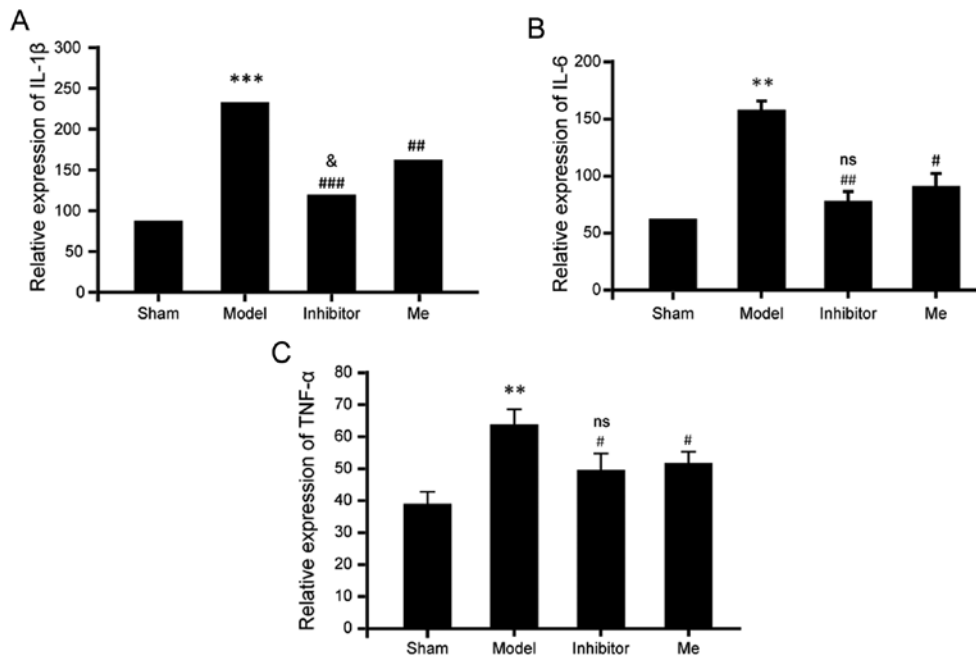 A
Relative expression of IL-1β
300
250
200
150
100
50
0
***
&
###
##
Sham Model Inhibitor Me
B
Relative expression of IL-6
200
150
100
50
0
**
ns
##
#
Sham Model Inhibitor Me
C
Relative expression of TNF-α
80
70
60
50
40
30
20
10
0
**
ns
#
#
Sham Model Inhibitor Me